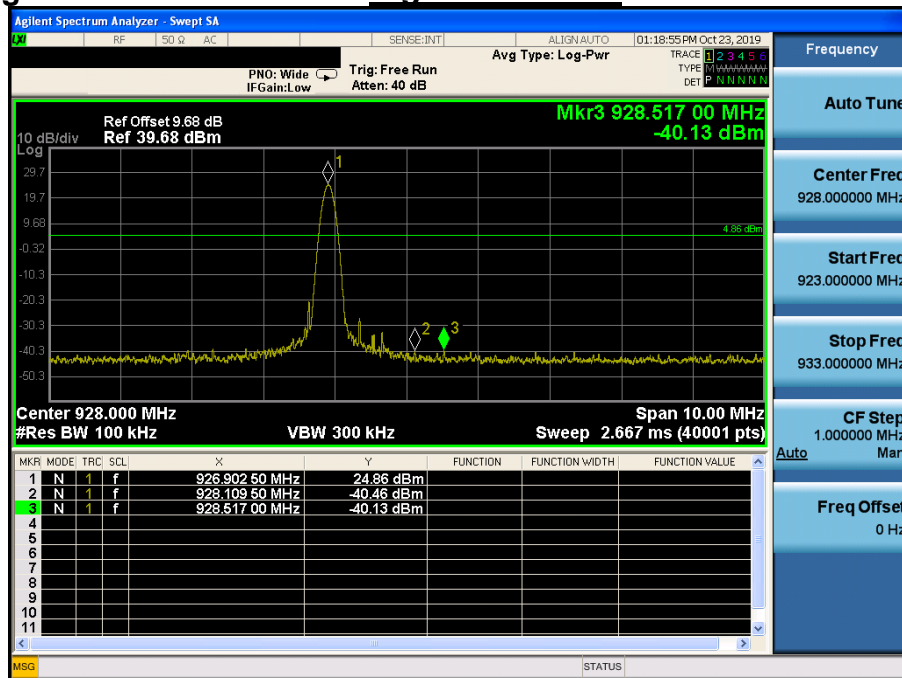 Agilent Spectrum Analyzer - Swept SA
LXI RF 50 Ω AC SENSE:INT ALIGNAUTO 01:18:55 PM Oct 23, 2019
Avg Type: Log-Pwr TRACE 1 2 3 4 5 6
PNO: Wide Trig: Free Run TYPE M W W W W W
IFGain:Low Atten: 40 dB DET P N N N N N
Mkr3 928.517 00 MHz
Ref Offset 9.68 dB
-40.13 dBm
10 dB/div Ref 39.68 dBm
Log
1
29.7
19.7
9.68
4.86 dBm
-0.32
-10.3
-20.3
-30.3
2 3
-40.3
-50.3
Center 928.000 MHz Span 10.00 MHz
#Res BW 100 kHz VBW 300 kHz Sweep 2.667 ms (40001 pts)
MKR MODE TRC SCL X Y FUNCTION FUNCTION WIDTH FUNCTION VALUE
1 N 1 f 926.902 50 MHz 24.86 dBm
2 N 1 f 928.109 50 MHz -40.46 dBm
3 N 1 f 928.517 00 MHz -40.13 dBm
4
5
6
7
8
9
10
11
MSG STATUS
Frequency
Auto Tune
Center Freq
928.000000 MHz
Start Freq
923.000000 MHz
Stop Freq
933.000000 MHz
CF Step
1.000000 MHz
Auto Man
Freq Offset
0 Hz